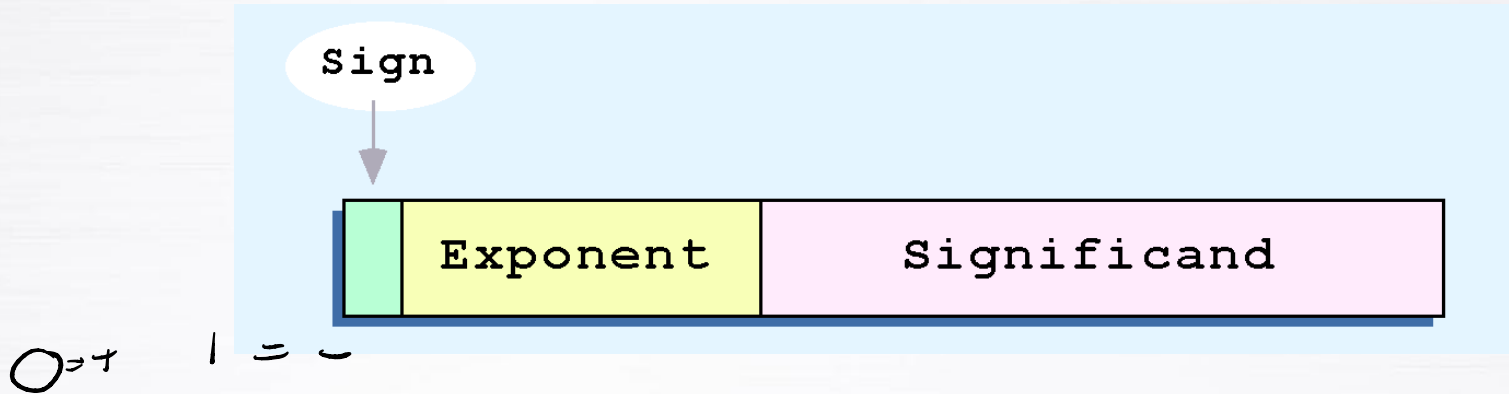 Sign
Exponent Significand
0=+ 1 = -